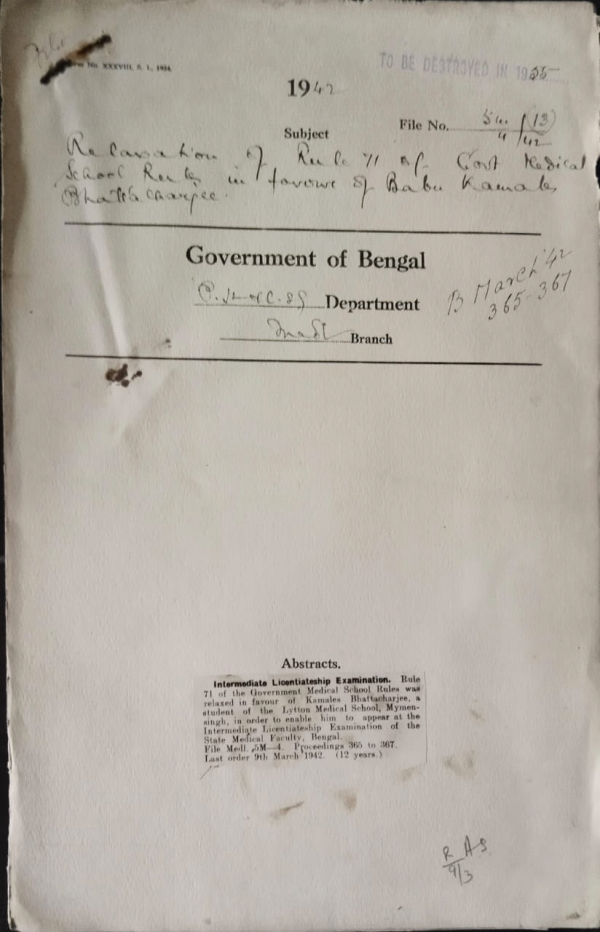 Form No. XXXVIII, S. L., 1934.
TO BE DESTROYED IN 1955
1942
File No. 5M (13)
4/42
Subject
Relaxation of Rule 71 of Govt Medical
School Rules in favour of Babu Kamales
Bhattacharjee.
Government of Bengal
B March '42
365-367
Department
Branch
Abstracts.
Intermediate Licentiateship Examination. Rule
71 of the Government Medical School Rules was
relaxed in favour of Kamales Bhattacharjee, a
student of the Lytton Medical School, Mymen-
singh, in order to enable him to appear at the
Intermediate Licentiateship Examination of the
State Medical Faculty, Bengal.
File Medl. 5M—4. Proceedings 365 to 367.
Last order 9th March 1942. (12 years.)
R AS
9/3